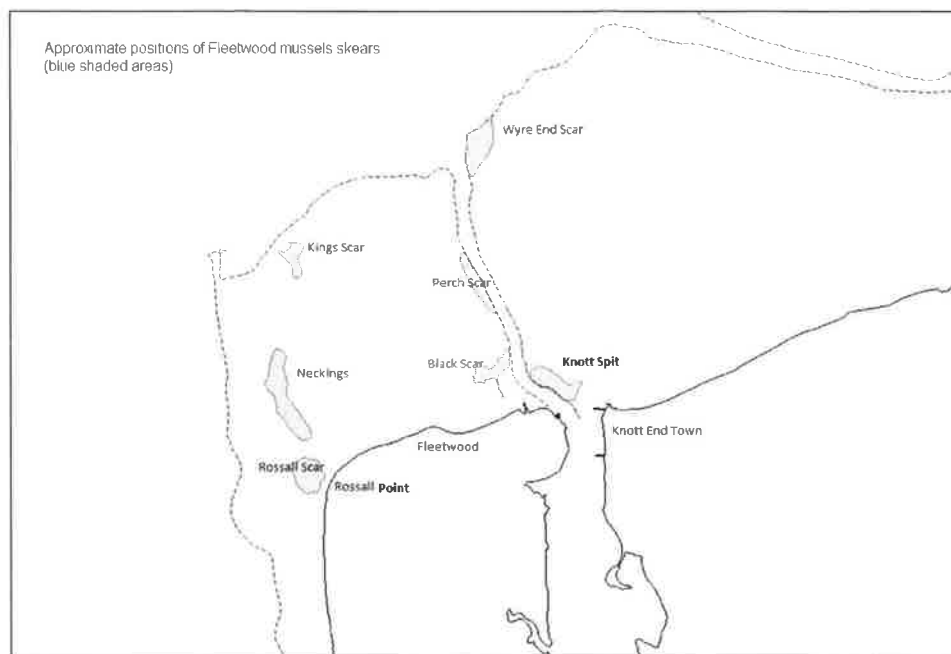 Approximate positions of Fleetwood mussels skears
(blue shaded areas)
Wyre End Scar
Kings Scar
Perch Scar
Black Scar
Knott Spit
Neckings
Knott End Town
Fleetwood
Rossall Scar
Rossall Point